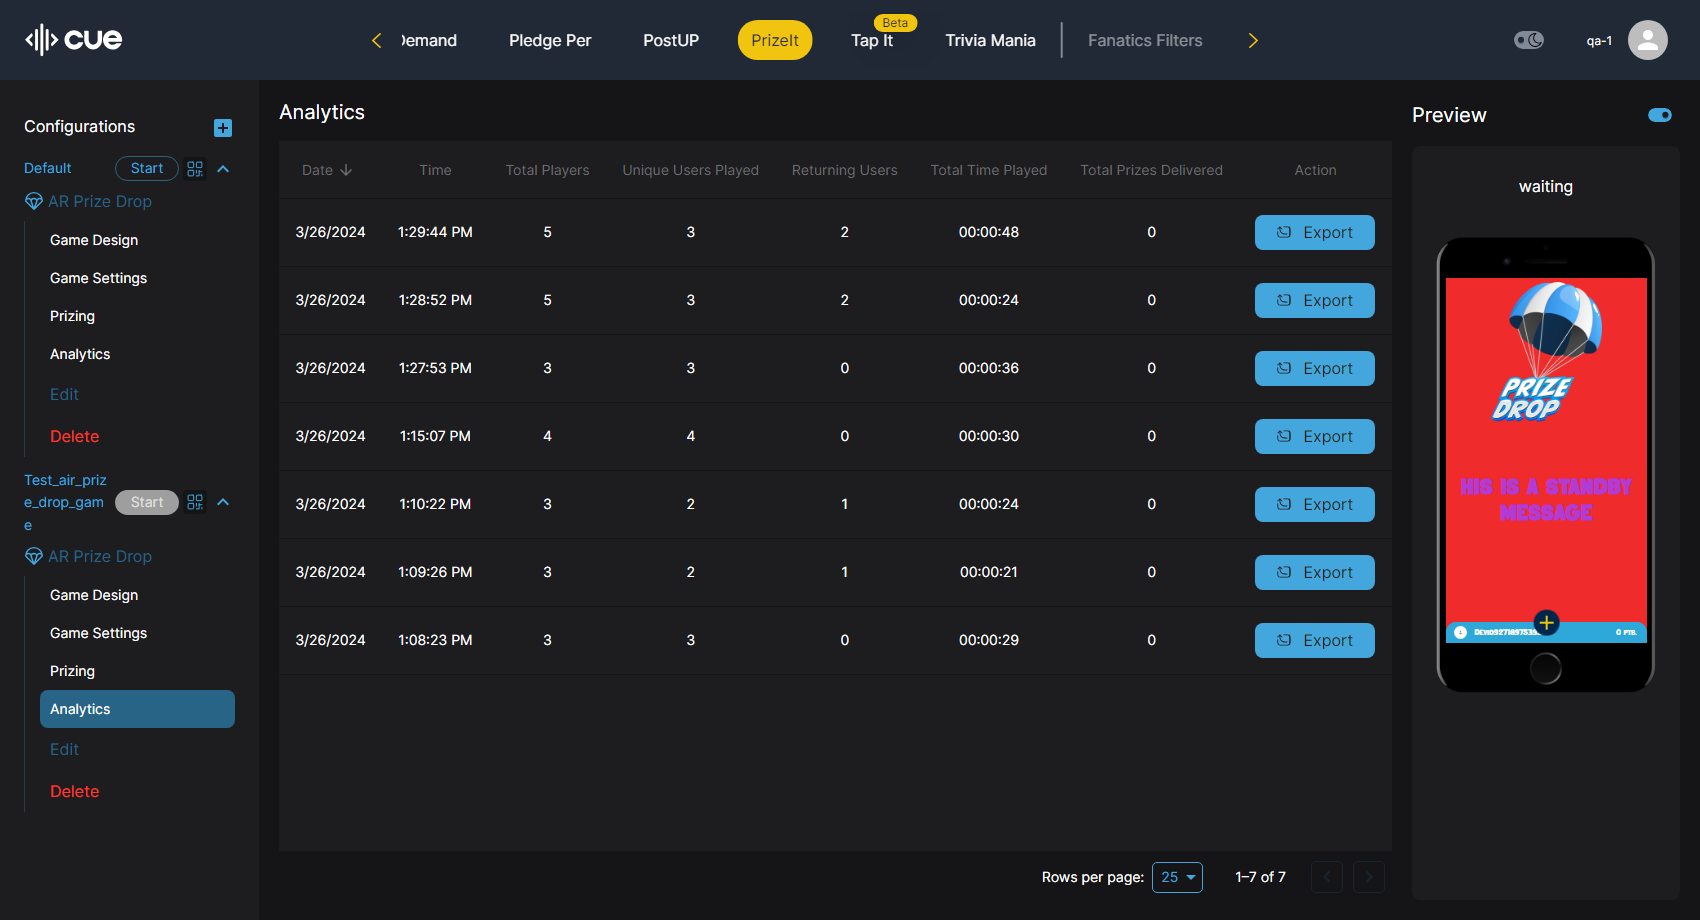 cue
Demand
Pledge Per
PostUP
PrizeIt
Beta
Tap It
Trivia Mania
Fanatics Filters
qa-1
Configurations
Default
Start
AR Prize Drop
Game Design
Game Settings
Prizing
Analytics
Edit
Delete
Test_air_priz
e_drop_gam
e
Start
AR Prize Drop
Game Design
Game Settings
Prizing
Analytics
Edit
Delete
Analytics
Date Time Total Players Unique Users Played Returning Users Total Time Played Total Prizes Delivered Action
3/26/2024 1:29:44 PM 5 3 2 00:00:48 0 Export
3/26/2024 1:28:52 PM 5 3 2 00:00:24 0 Export
3/26/2024 1:27:53 PM 3 3 0 00:00:36 0 Export
3/26/2024 1:15:07 PM 4 4 0 00:00:30 0 Export
3/26/2024 1:10:22 PM 3 2 1 00:00:24 0 Export
3/26/2024 1:09:26 PM 3 2 1 00:00:21 0 Export
3/26/2024 1:08:23 PM 3 3 0 00:00:29 0 Export
Rows per page: 25 1–7 of 7
Preview
waiting
PRIZE
DROP
HIS IS A STANDBY
MESSAGE
0 PTS.